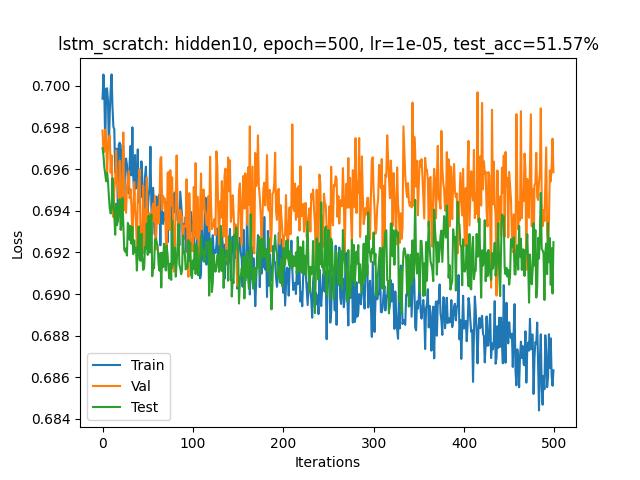 lstm_scratch: hidden10, epoch=500, lr=1e-05, test_acc=51.57%
0.700
0.698
0.696
0.694
0.692
0.690
0.688
0.686
0.684
Loss
Train
Val
Test
0 100 200 300 400 500
Iterations